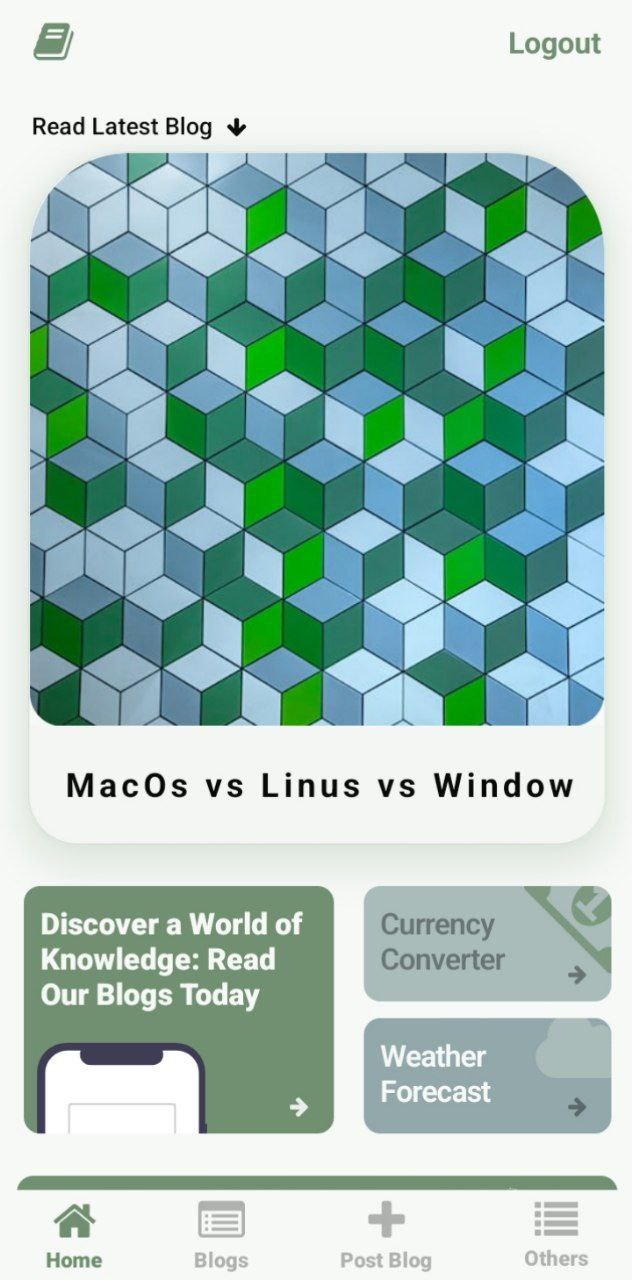 Logout
Read Latest Blog
MacOs vs Linus vs Window
Discover a World of
Knowledge: Read
Our Blogs Today
Currency
Converter
Weather
Forecast
Home
Blogs
Post Blog
Others